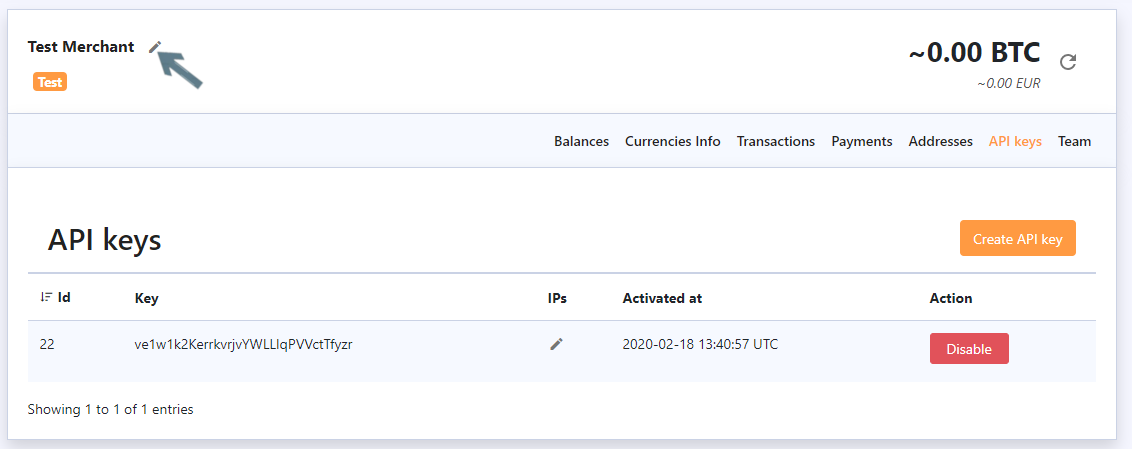 Test Merchant
~0.00 BTC
Test
~0.00 EUR
Balances Currencies Info Transactions Payments Addresses API keys Team
API keys
Create API key
Id Key IPs Activated at Action
22 ve1w1k2KerrkvrjvYWLLIqPVVctTfyzr 2020-02-18 13:40:57 UTC Disable
Showing 1 to 1 of 1 entries